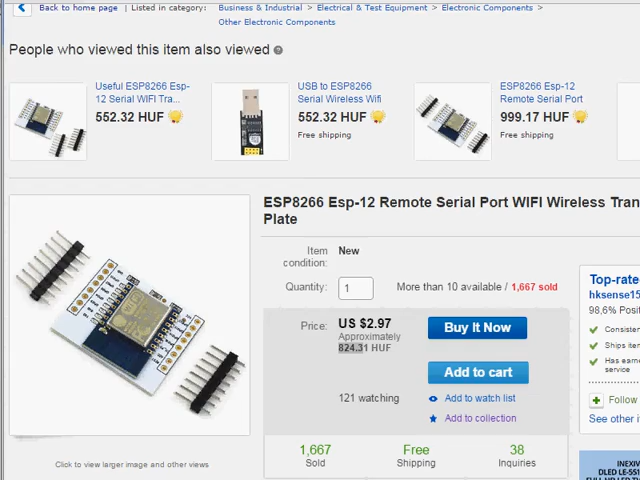 Back to home page | Listed in category: Business & Industrial > Electrical & Test Equipment > Electronic Components >
Other Electronic Components
People who viewed this item also viewed
Useful ESP8266 Esp-
12 Serial WIFI Tra...
552.32 HUF
USB to ESP8266
Serial Wireless Wifi
552.32 HUF
Free shipping
ESP8266 Esp-12
Remote Serial Port
999.17 HUF
Free shipping
ESP8266 Esp-12 Remote Serial Port WIFI Wireless Tran
Plate
Item
condition:
New
Quantity:
1
More than 10 available / 1,667 sold
Price:
US $2.97
Approximately
824.31 HUF
Buy It Now
Add to cart
121 watching
Add to watch list
Add to collection
1,667
Sold
Free
Shipping
38
Inquiries
Click to view larger image and other views
Top-rate
hksense15
98.6% Posit
Consiste
Ships iter
Has earne
service
Follow
See other i
INEXIV
DLED LE-551